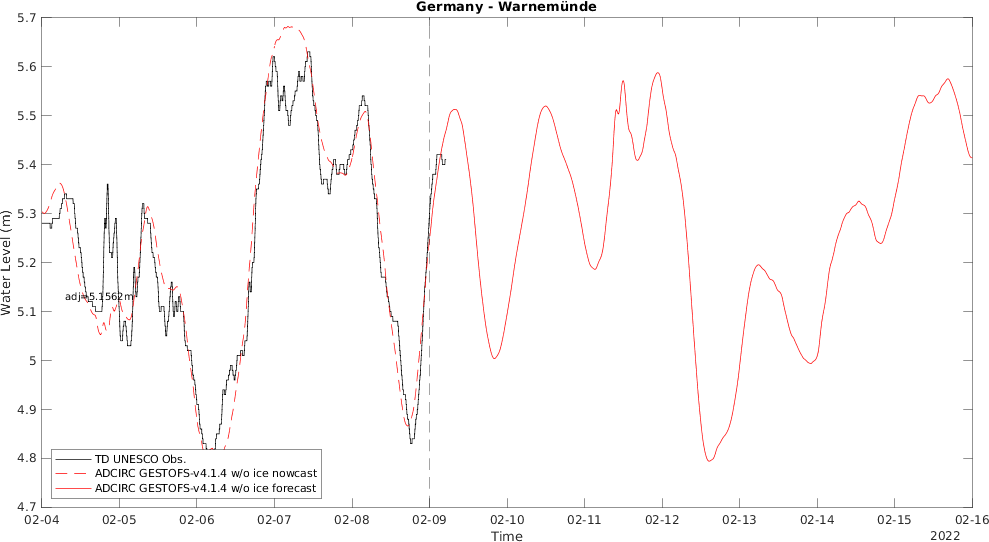 Germany - Warnemünde
Water Level (m)
5.7
5.6
5.5
5.4
5.3
5.2
5.1
5
4.9
4.8
4.7
adj=5.1562m
TD UNESCO Obs.
ADCIRC GESTOFS-v4.1.4 w/o ice nowcast
ADCIRC GESTOFS-v4.1.4 w/o ice forecast
02-04 02-05 02-06 02-07 02-08 02-09 02-10 02-11 02-12 02-13 02-14 02-15 02-16
Time
2022